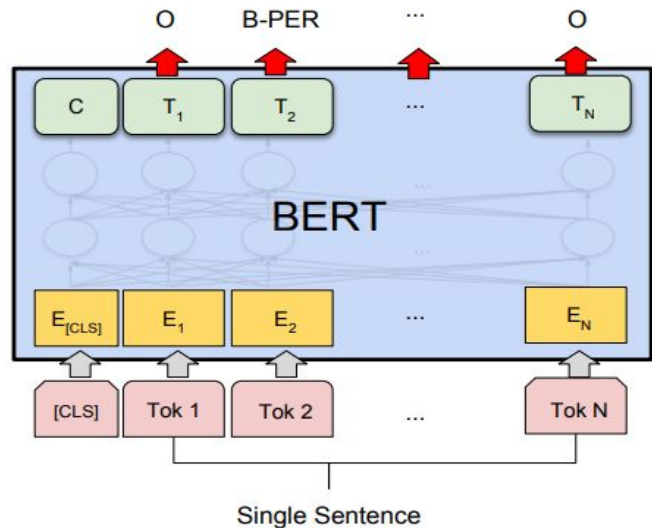 O B-PER ... O
C T1 T2 ... TN
...
BERT
...
E[CLS] E1 E2 ... EN
[CLS] Tok 1 Tok 2 ... Tok N
Single Sentence